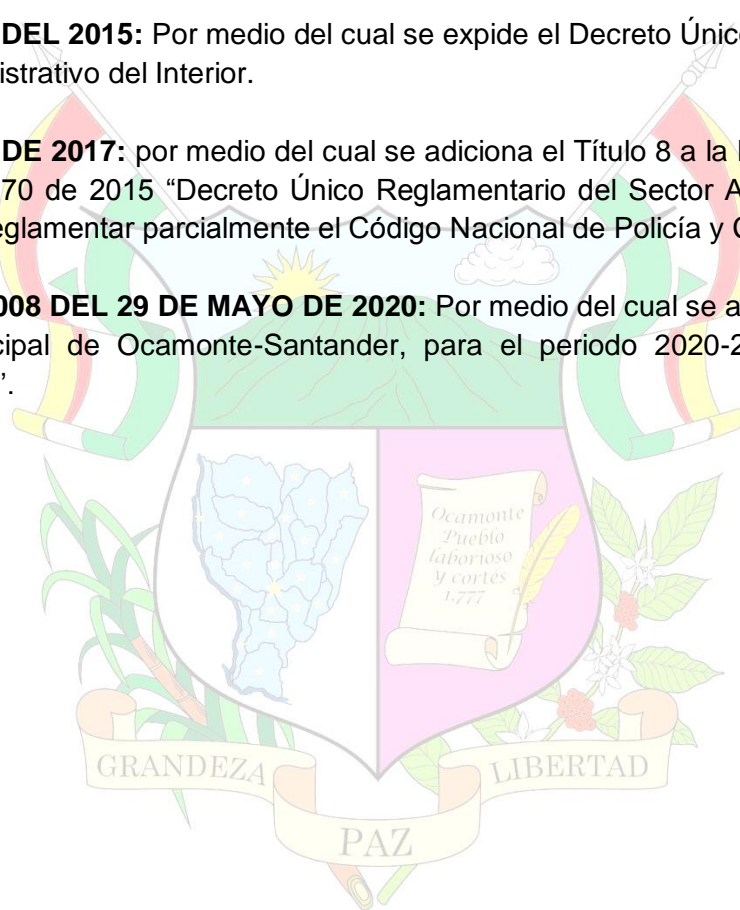 DEL 2015: Por medio del cual se expide el Decreto Único
istrativo del Interior.
DE 2017: por medio del cual se adiciona el Título 8 a la
70 de 2015 “Decreto Único Reglamentario del Sector A
eglamentar parcialmente el Código Nacional de Policía y
008 DEL 29 DE MAYO DE 2020: Por medio del cual se a
cipal de Ocamonte-Santander, para el periodo 2020-2
”.
Ocamonte
Pueblo
laborioso
y cortés
1,777
GRANDEZA
LIBERTAD
PAZ